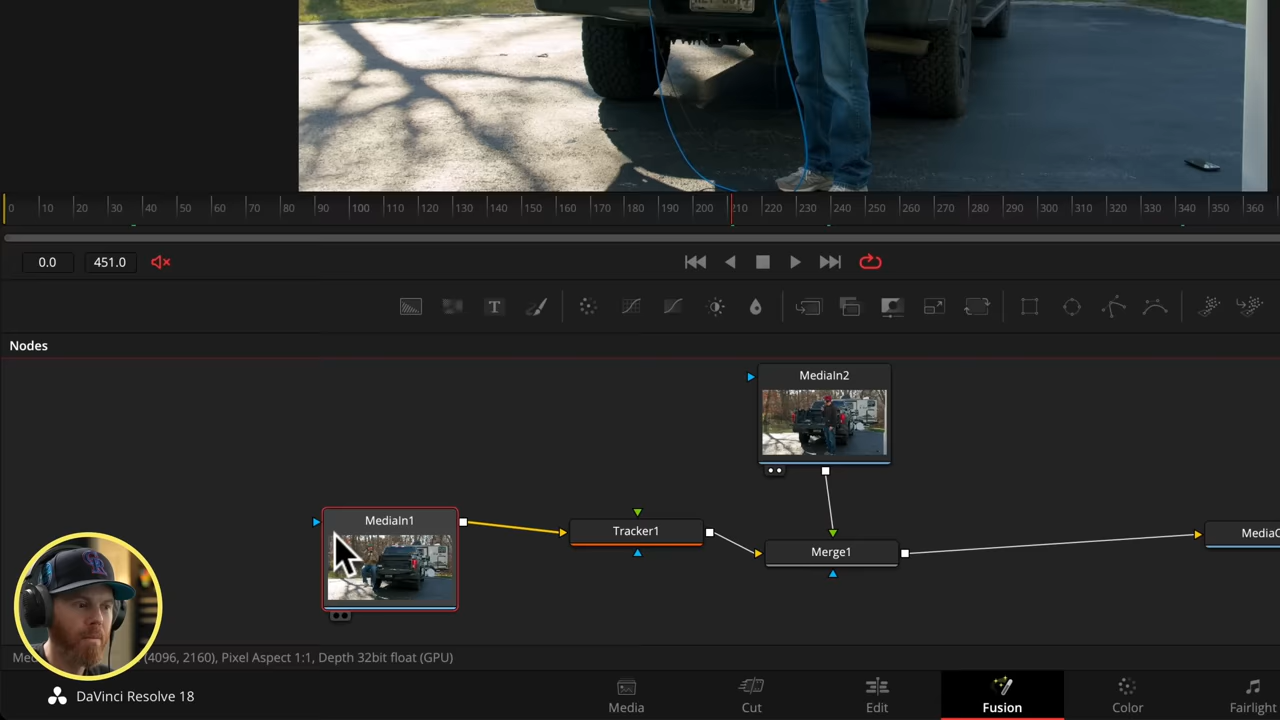 0 10 20 30 40 50 60 70 80 90 100 110 120 130 140 150 160 170 180 190 200 210 220 230 240 250 260 270 280 290 300 310 320 330 340 350 360
0.0 451.0
T
Nodes
MediaIn2
MediaIn1
Tracker1
Merge1
MediaO
(4096, 2160), Pixel Aspect 1:1, Depth 32bit float (GPU)
DaVinci Resolve 18
Media Cut Edit Fusion Color Fairlight